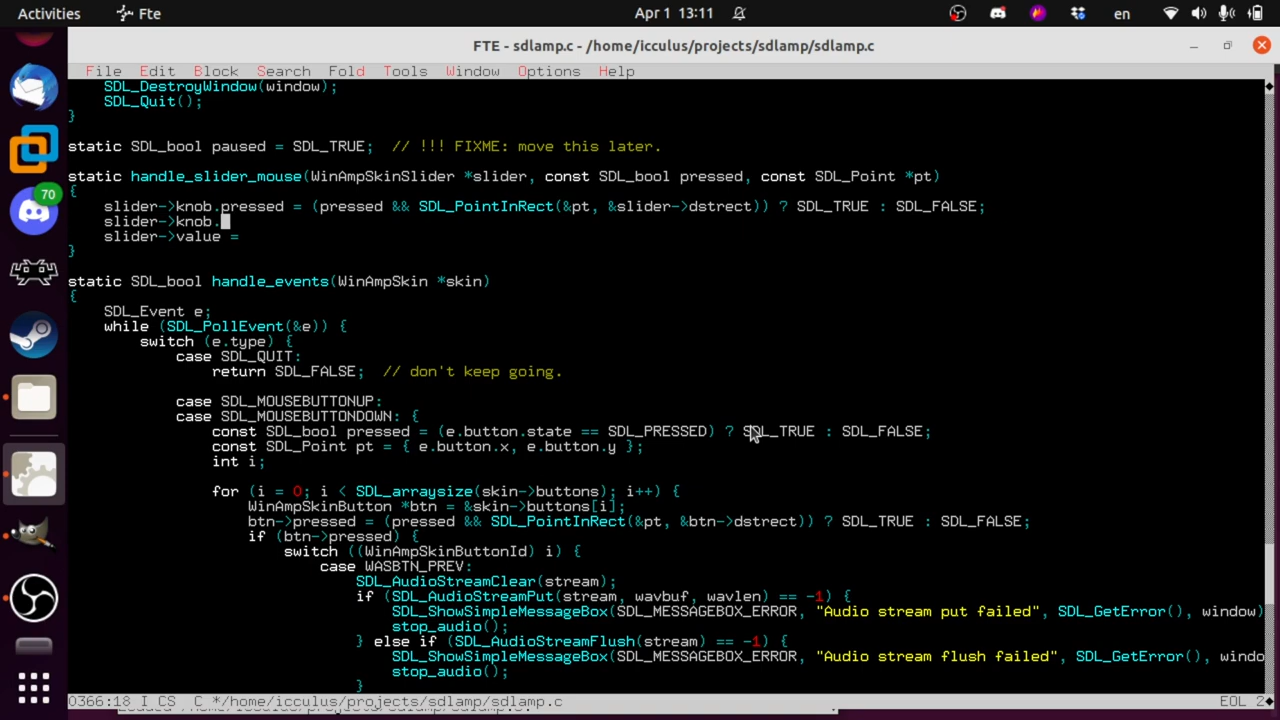 Activities
Fte
Apr 1 13:11
en
FTE - sdlamp.c - /home/icculus/projects/sdlamp/sdlamp.c
File Edit Block Search Fold Tools Window Options Help
SDL_DestroyWindow(window);
SDL_Quit();
}
static SDL_bool paused = SDL_TRUE;  // !!! FIXME: move this later.
static handle_slider_mouse(WinAmpSkinSlider *slider, const SDL_bool pressed, const SDL_Point *pt)
{
slider->knob.pressed = (pressed && SDL_PointInRect(&pt, &slider->dstrect)) ? SDL_TRUE : SDL_FALSE;
slider->knob.
slider->value =
}
static SDL_bool handle_events(WinAmpSkin *skin)
{
SDL_Event e;
while (SDL_PollEvent(&e)) {
switch (e.type) {
case SDL_QUIT:
return SDL_FALSE;  // don't keep going.
case SDL_MOUSEBUTTONUP:
case SDL_MOUSEBUTTONDOWN: {
const SDL_bool pressed = (e.button.state == SDL_PRESSED) ? SDL_TRUE : SDL_FALSE;
const SDL_Point pt = { e.button.x, e.button.y };
int i;
for (i = 0; i < SDL_arraysize(skin->buttons); i++) {
WinAmpSkinButton *btn = &skin->buttons[i];
btn->pressed = (pressed && SDL_PointInRect(&pt, &btn->dstrect)) ? SDL_TRUE : SDL_FALSE;
if (btn->pressed) {
switch ((WinAmpSkinButtonId) i) {
case WASBTN_PREV:
SDL_AudioStreamClear(stream);
if (SDL_AudioStreamPut(stream, wavbuf, wavlen) == -1) {
SDL_ShowSimpleMessageBox(SDL_MESSAGEBOX_ERROR, "Audio stream put failed", SDL_GetError(), window)
stop_audio();
} else if (SDL_AudioStreamFlush(stream) == -1) {
SDL_ShowSimpleMessageBox(SDL_MESSAGEBOX_ERROR, "Audio stream flush failed", SDL_GetError(), windo
stop_audio();
}
0366:18 I CS  C */home/icculus/projects/sdlamp/sdlamp.c
EOL 2
70